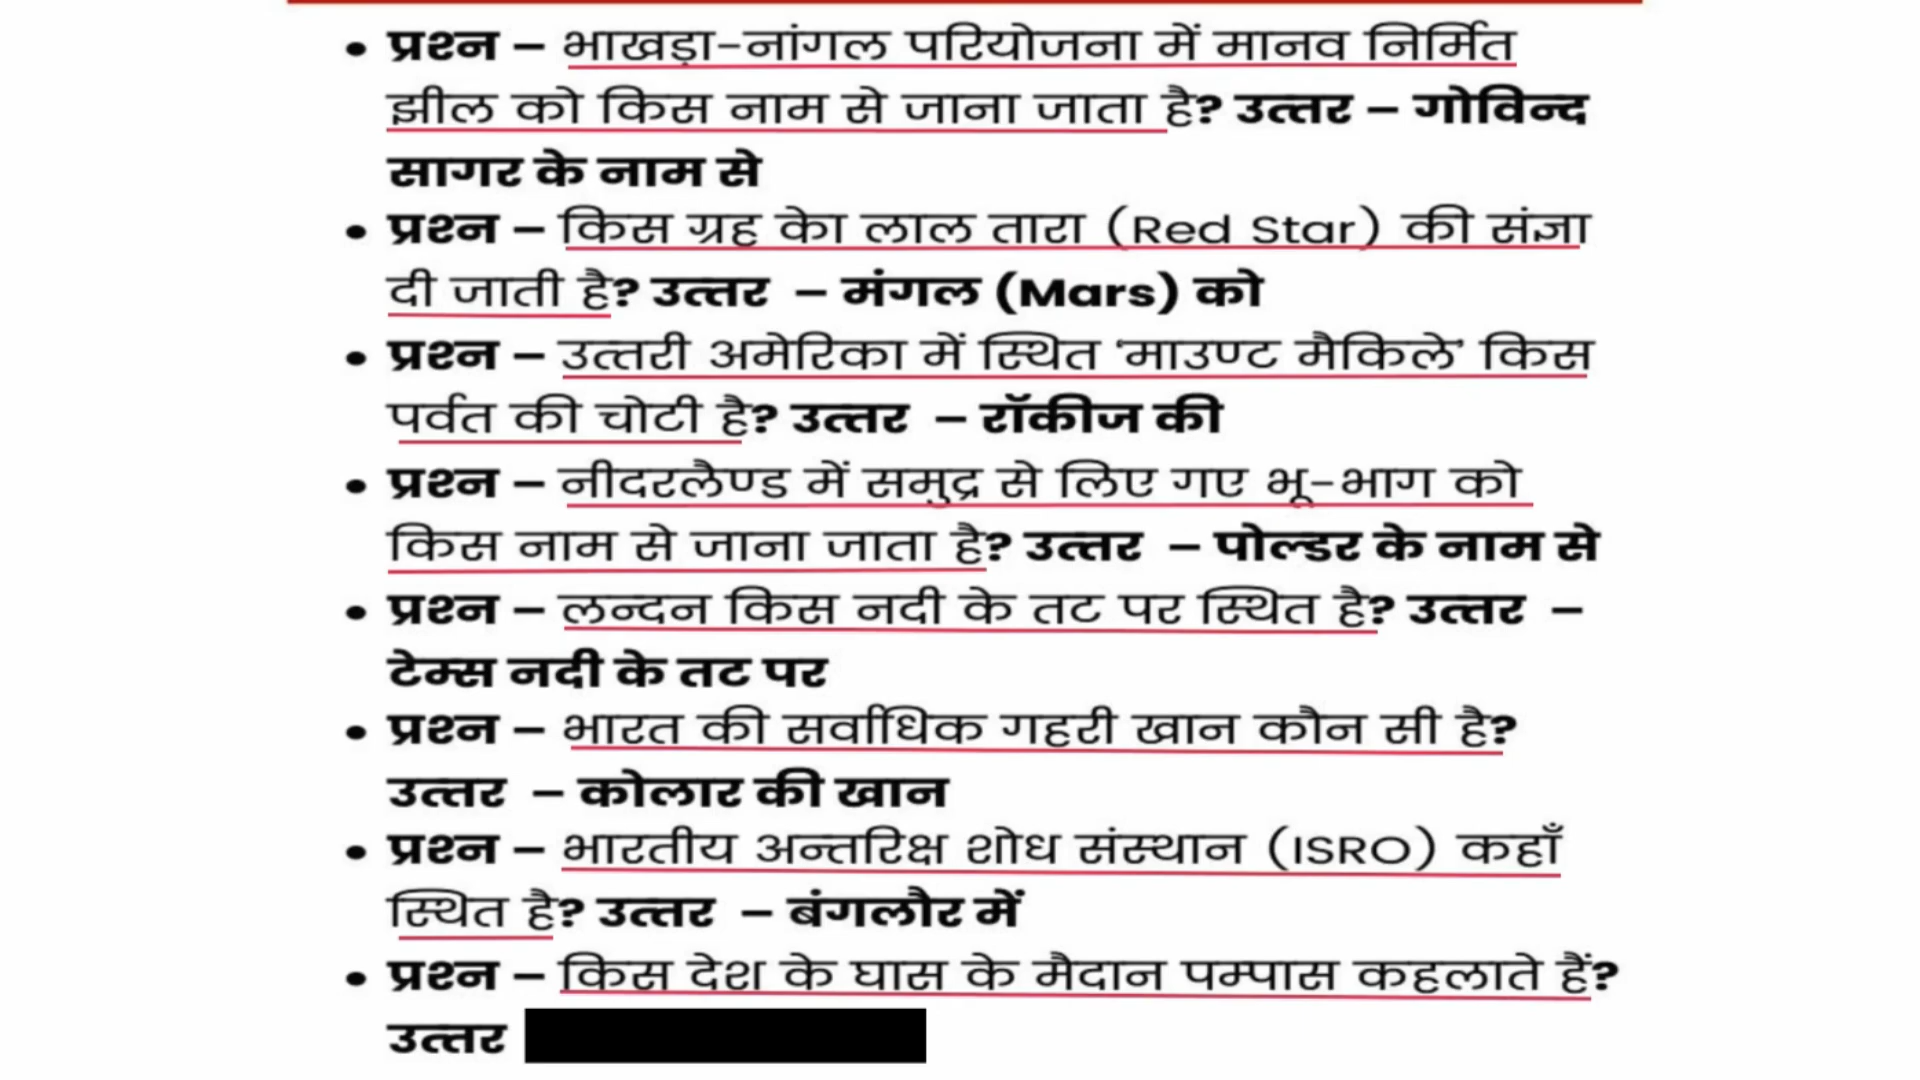 • प्रश्न – भाखड़ा-नांगल परियोजना में मानव निर्मित
झील को किस नाम से जाना जाता है? उत्तर – गोविन्द
सागर के नाम से
• प्रश्न – किस ग्रह केा लाल तारा (Red Star) की संज्ञा
दी जाती है? उत्तर – मंगल (Mars) को
• प्रश्न – उत्तरी अमेरिका में स्थित ‘माउण्ट मैकिले’ किस
पर्वत की चोटी है? उत्तर – रॉकीज की
• प्रश्न – नीदरलैण्ड में समुद्र से लिए गए भू-भाग को
किस नाम से जाना जाता है? उत्तर – पोल्डर के नाम से
• प्रश्न – लन्दन किस नदी के तट पर स्थित है? उत्तर –
टेम्स नदी के तट पर
• प्रश्न – भारत की सर्वाधिक गहरी खान कौन सी है?
उत्तर – कोलार की खान
• प्रश्न – भारतीय अन्तरिक्ष शोध संस्थान (ISRO) कहाँ
स्थित है? उत्तर – बंगलौर में
• प्रश्न – किस देश के घास के मैदान पम्पास कहलाते हैं?
उत्तर